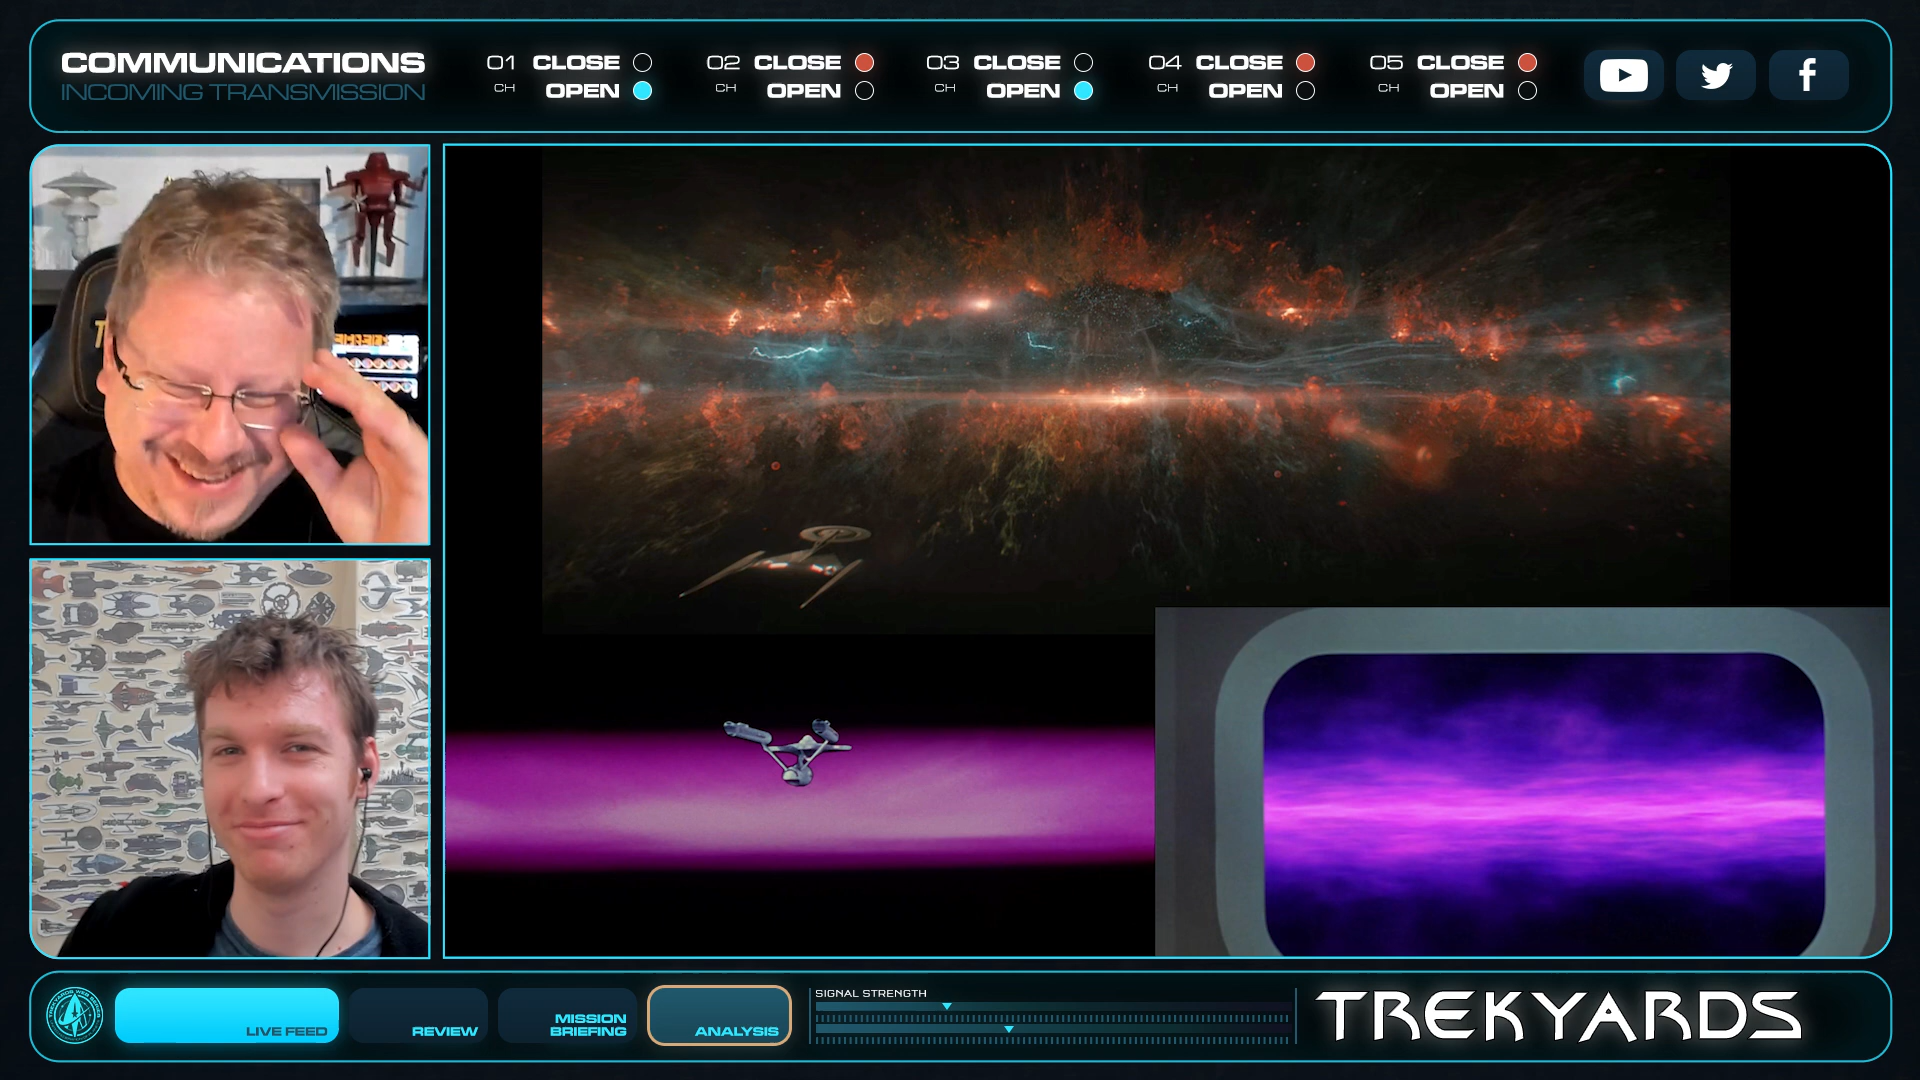 COMMUNICATIONS
INCOMING TRANSMISSION
01 CLOSE
CH OPEN
02 CLOSE
CH OPEN
03 CLOSE
CH OPEN
04 CLOSE
CH OPEN
05 CLOSE
CH OPEN
LIVE FEED
REVIEW
MISSION
BRIEFING
ANALYSIS
SIGNAL STRENGTH
TREKYARDS